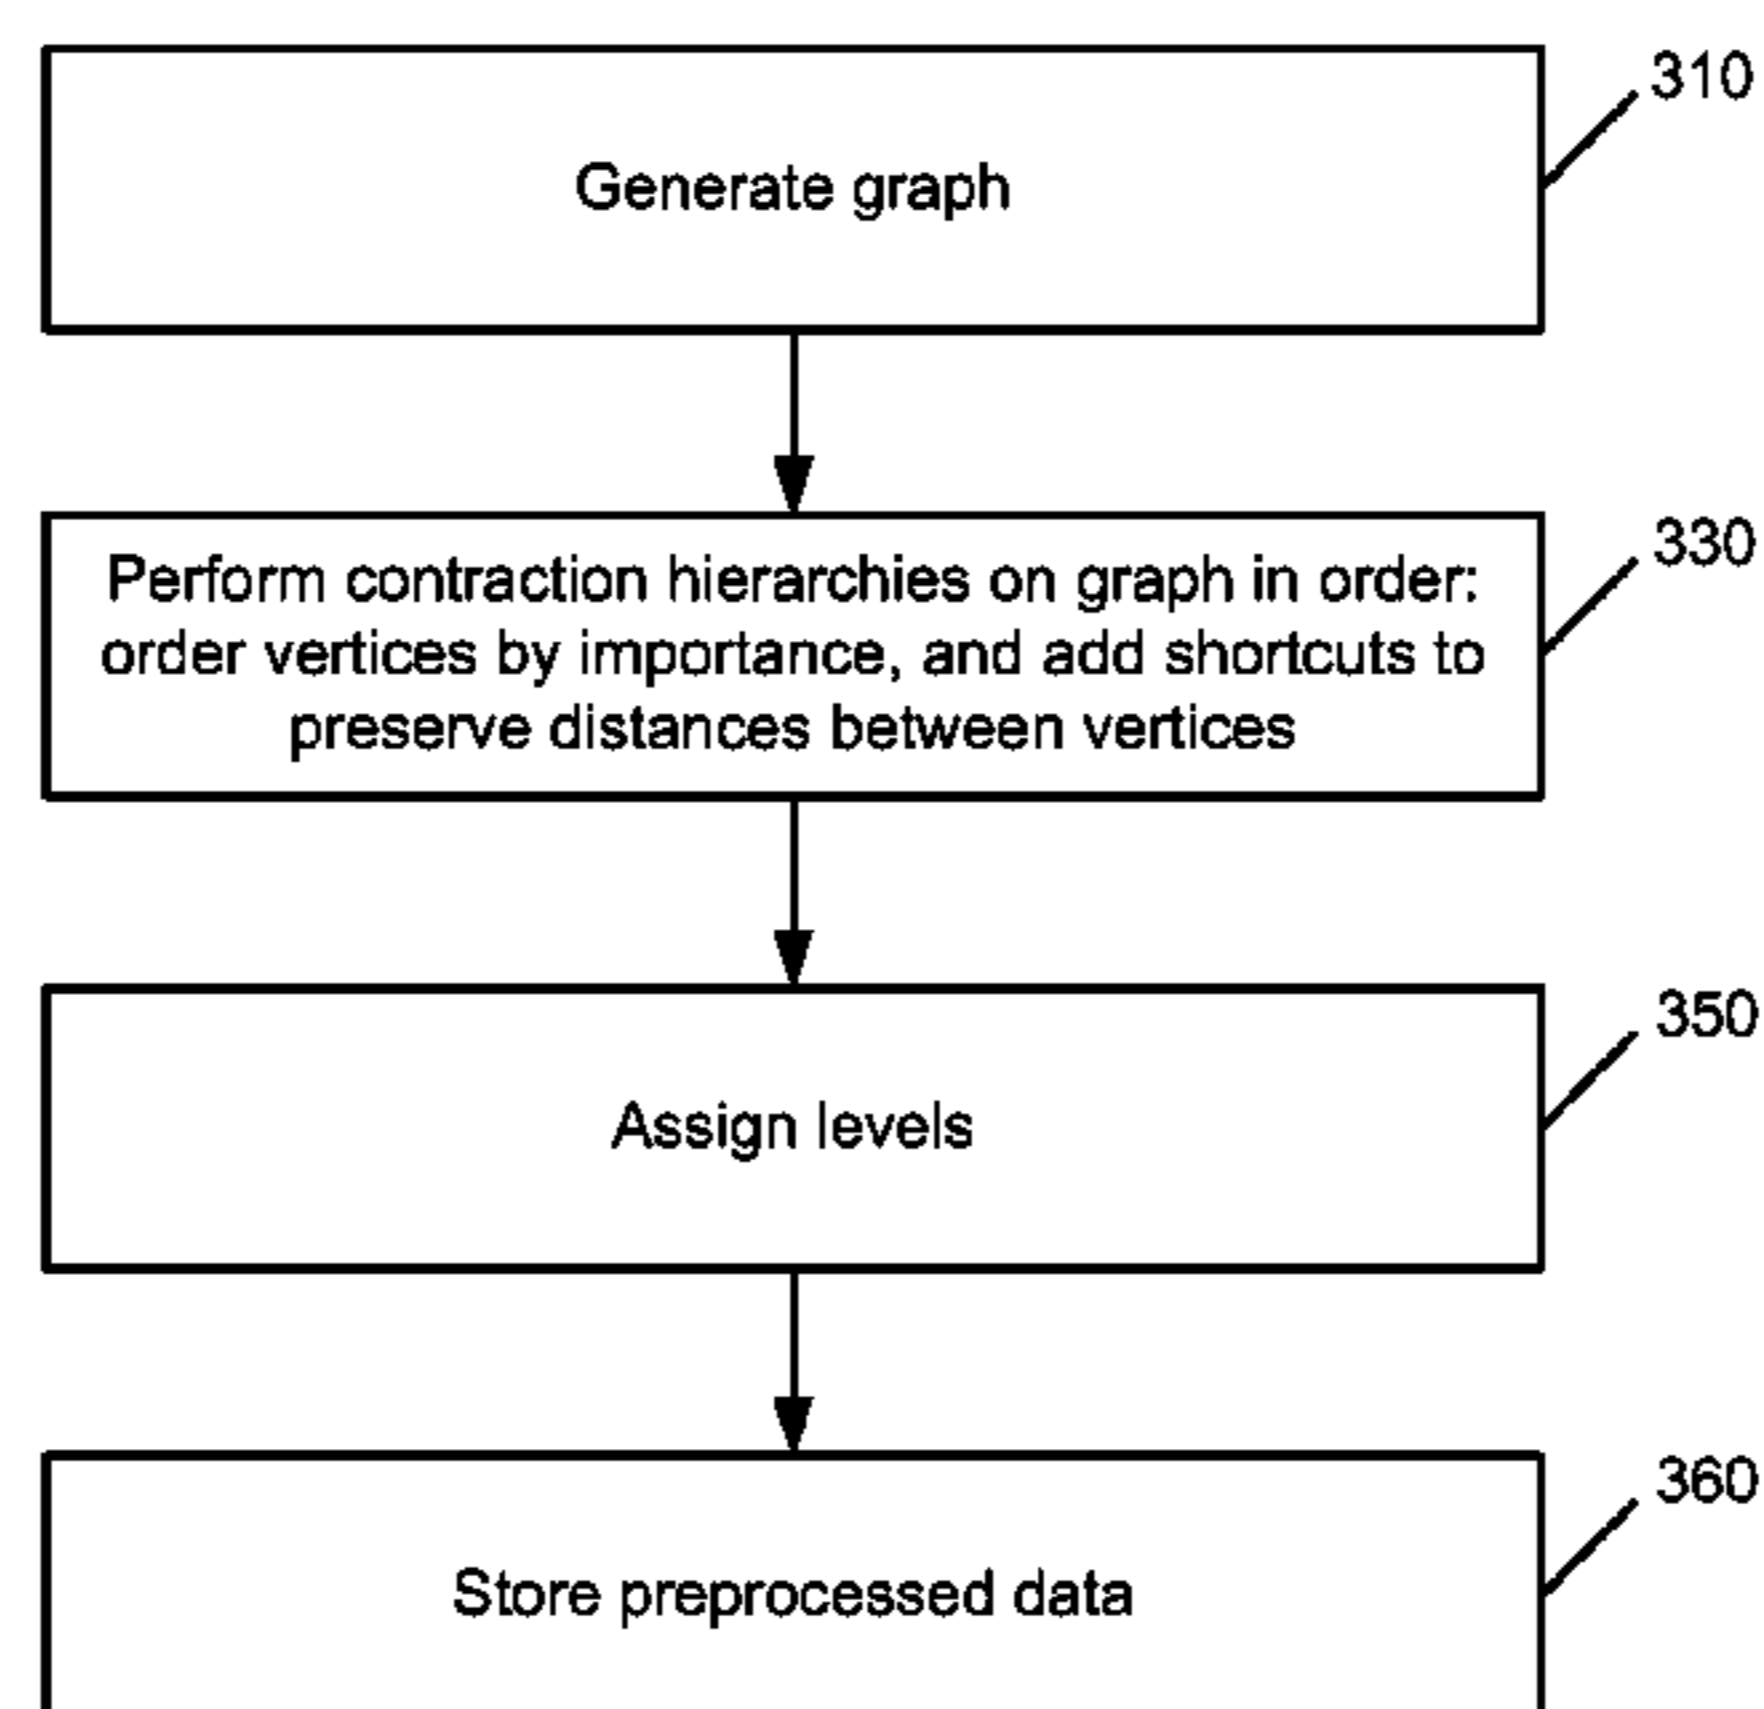 310
Generate graph
330
Perform contraction hierarchies on graph in order:
order vertices by importance, and add shortcuts to
preserve distances between vertices
350
Assign levels
360
Store preprocessed data